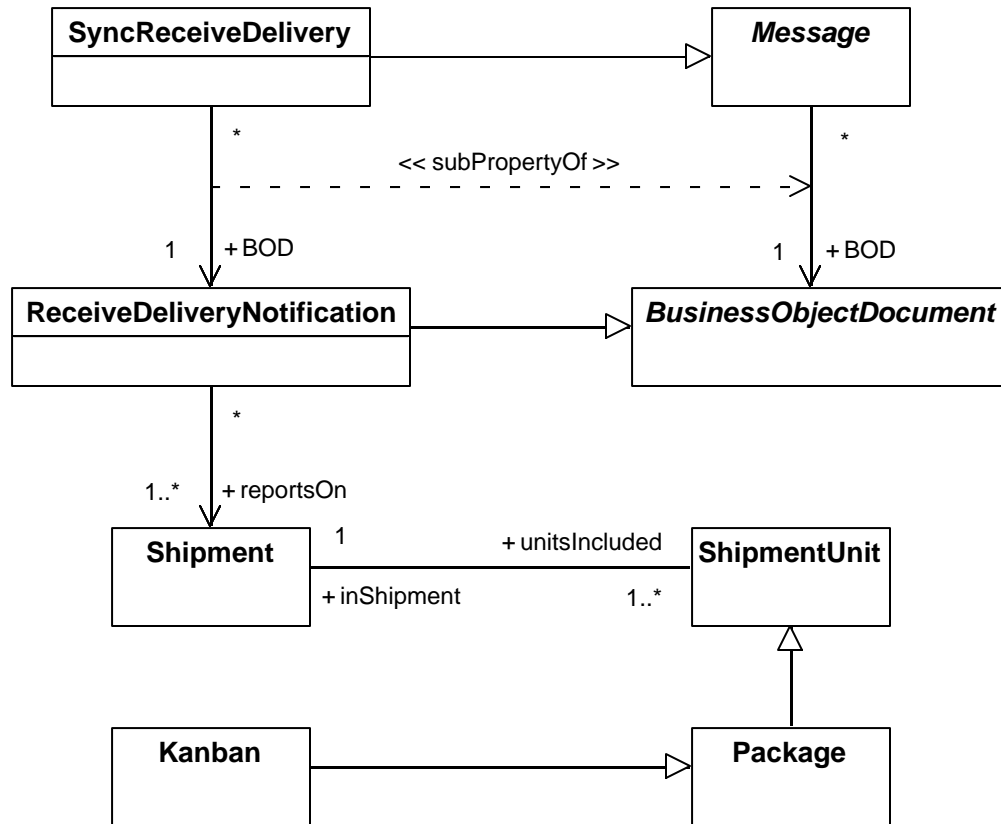 SyncReceiveDelivery
Message
*
*
<< subPropertyOf >>
1
+ BOD
1
+ BOD
ReceiveDeliveryNotification
BusinessObjectDocument
*
1..*
+ reportsOn
Shipment
1
+ unitsIncluded
ShipmentUnit
+ inShipment
1..*
Kanban
Package